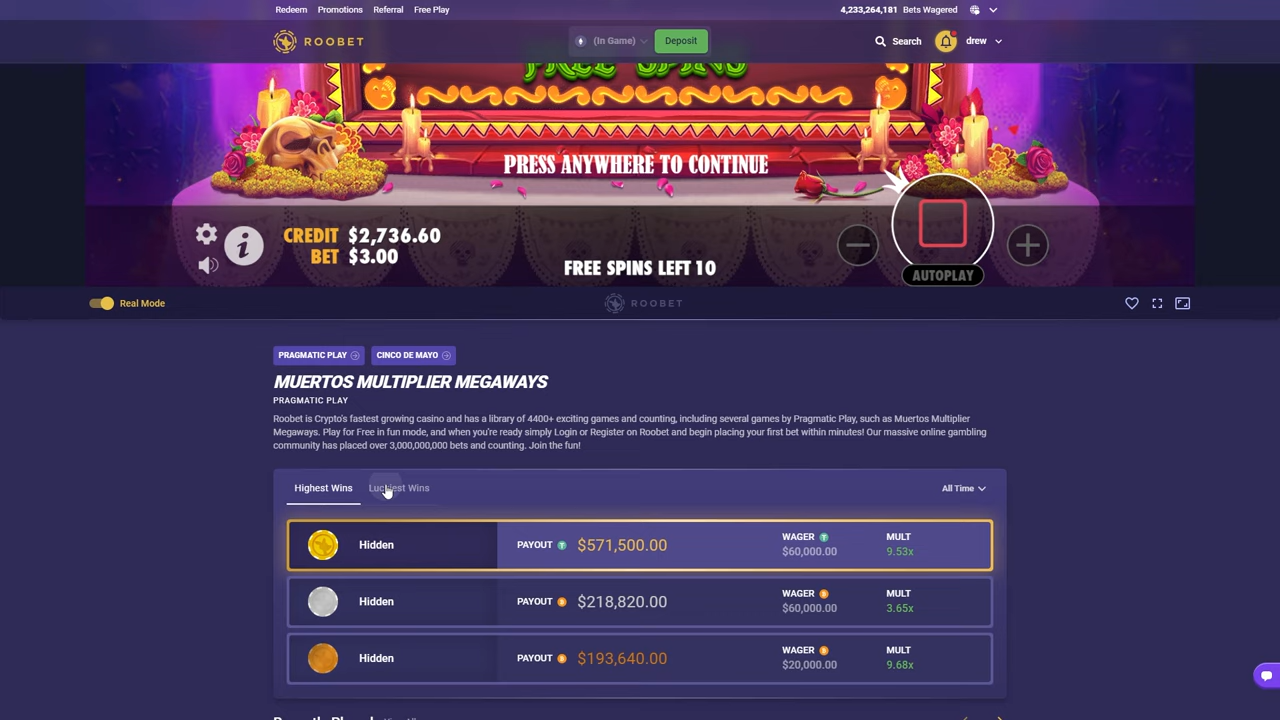 Redeem Promotions Referral Free Play 4,233,264,181 Bets Wagered
ROOBET (In Game) Deposit Search drew
FREE SPINS
PRESS ANYWHERE TO CONTINUE
CREDIT $2,736.60
BET $3.00
FREE SPINS LEFT 10
AUTOPLAY
Real Mode ROOBET
PRAGMATIC PLAY CINCO DE MAYO
MUERTOS MULTIPLIER MEGAWAYS
PRAGMATIC PLAY
Roobet is Crypto's fastest growing casino and has a library of 4400+ exciting games and counting, including several games by Pragmatic Play, such as Muertos Multiplier
Megaways. Play for Free in fun mode, and when you're ready simply Login or Register on Roobet and begin placing your first bet within minutes! Our massive online gambling
community has placed over 3,000,000,000 bets and counting. Join the fun!
Highest Wins Luckiest Wins All Time
Hidden PAYOUT $571,500.00 WAGER $60,000.00 MULT 9.53x
Hidden PAYOUT $218,820.00 WAGER $60,000.00 MULT 3.65x
Hidden PAYOUT $193,640.00 WAGER $20,000.00 MULT 9.68x